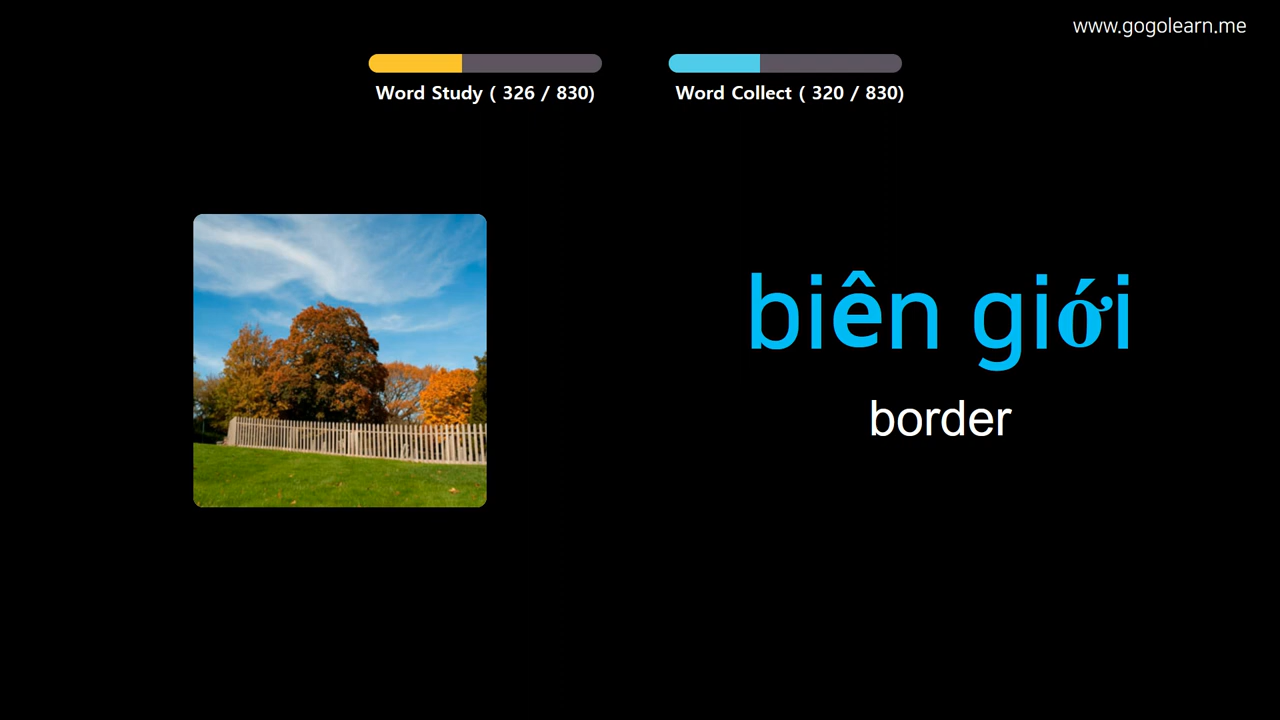 www.gogolearn.me
Word Study ( 326 / 830)
Word Collect ( 320 / 830)
biên giới
border